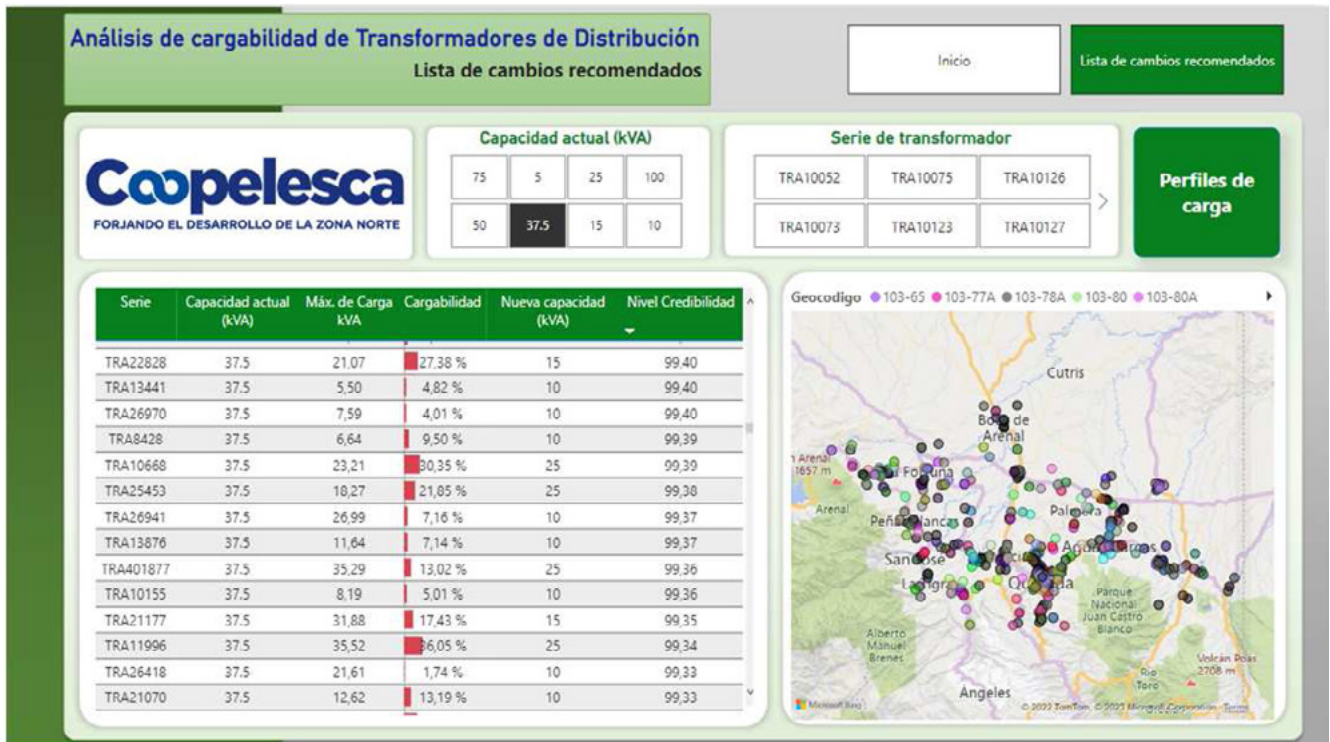 Análisis de cargabilidad de Transformadores de Distribución
Lista de cambios recomendados
Inicio
Lista de cambios recomendados
Coopelesca
FORJANDO EL DESARROLLO DE LA ZONA NORTE
Capacidad actual (kVA)
75 5 25 100
50 37.5 15 10
Serie de transformador
TRA10052 TRA10075 TRA10126
TRA10073 TRA10123 TRA10127
Perfiles de
carga
Serie Capacidad actual (kVA) Máx. de Carga kVA Cargabilidad Nueva capacidad (kVA) Nivel Credibilidad
TRA22828 37.5 21,07 27,38 % 15 99,40
TRA13441 37.5 5,50 4,82 % 10 99,40
TRA26970 37.5 7,59 4,01 % 10 99,40
TRA8428 37.5 6,64 9,50 % 10 99,39
TRA10668 37.5 23,21 30,35 % 25 99,39
TRA25453 37.5 18,27 21,85 % 25 99,38
TRA26941 37.5 26,99 7,16 % 10 99,37
TRA13876 37.5 11,64 7,14 % 10 99,37
TRA401877 37.5 35,29 13,02 % 25 99,36
TRA10155 37.5 8,19 5,01 % 10 99,36
TRA21177 37.5 31,88 17,43 % 15 99,35
TRA11996 37.5 35,52 36,05 % 25 99,34
TRA26418 37.5 21,61 1,74 % 10 99,33
TRA21070 37.5 12,62 13,19 % 10 99,33
Geocodigo 103-65 103-77A 103-78A 103-80 103-80A
Cutris
Arenal
1657 m
Arenal
Parque
Nacional
Juan Castro
Blanco
Alberto
Manuel
Brenes
Volcán Poás
2708 m
Río
Toro
Angeles
Microsoft Bing
© 2022 TomTom, © 2023 Microsoft Corporation Terms